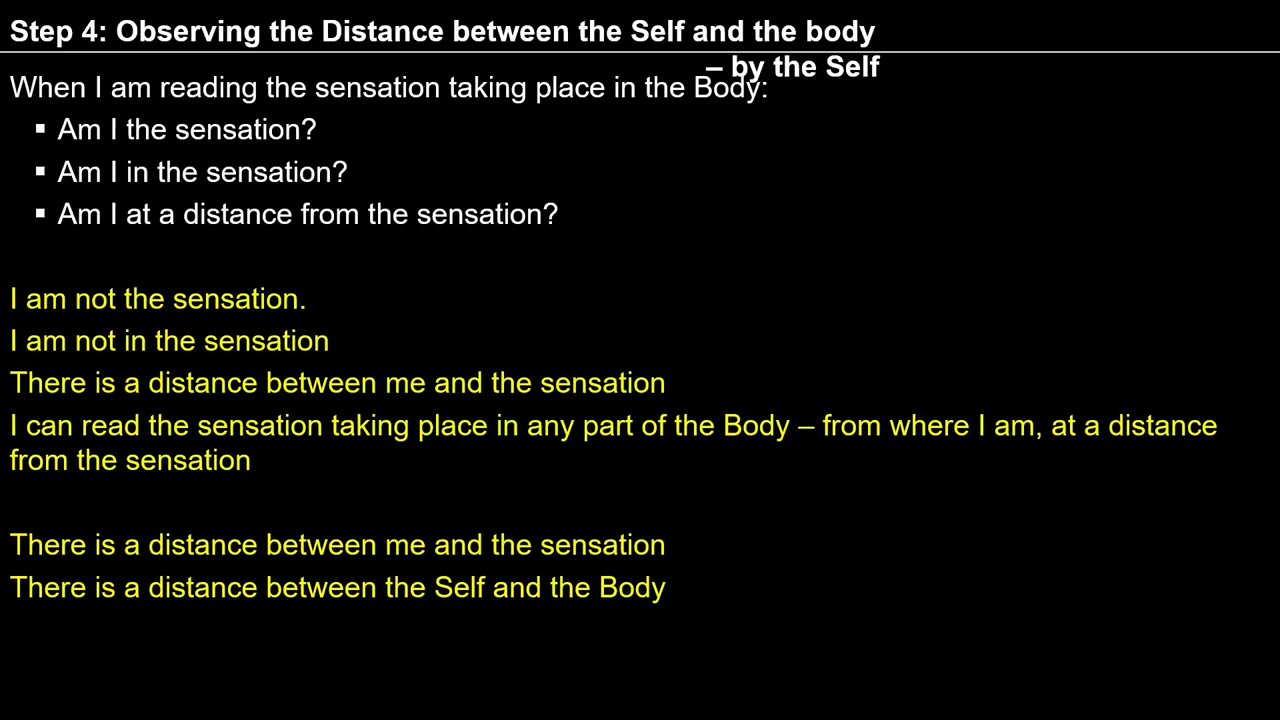 Step 4: Observing the Distance between the Self and the body
– by the Self
When I am reading the sensation taking place in the Body:
▪ Am I the sensation?
▪ Am I in the sensation?
▪ Am I at a distance from the sensation?
I am not the sensation.
I am not in the sensation
There is a distance between me and the sensation
I can read the sensation taking place in any part of the Body – from where I am, at a distance
from the sensation
There is a distance between me and the sensation
There is a distance between the Self and the Body